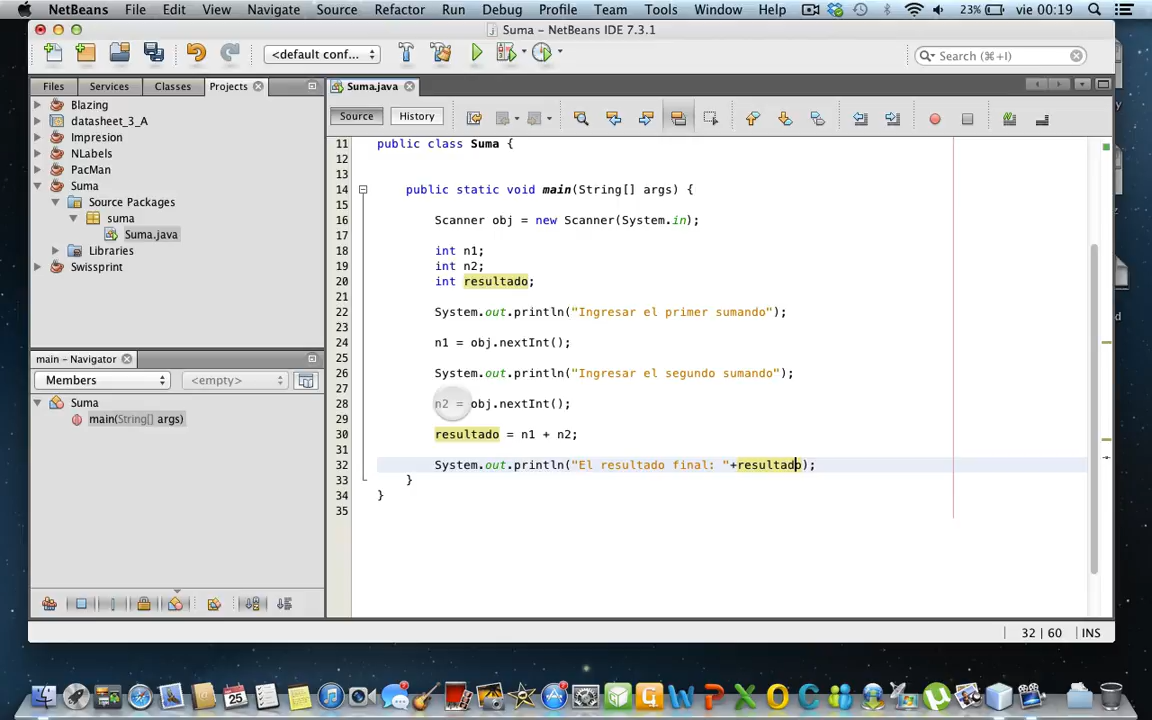 NetBeans File Edit View Navigate Source Refactor Run Debug Profile Team Tools Window Help 23% vie 00:19
Suma - NetBeans IDE 7.3.1
<default conf... Search (⌘+I)
Files Services Classes Projects
Suma.java
Source History
Blazing
datasheet_3_A
Impresion
NLabels
PacMan
Suma
Source Packages
suma
Suma.java
Libraries
Swissprint
main - Navigator
Members <empty>
Suma
main(String[] args)
11 public class Suma {
12
13
14 public static void main(String[] args) {
15
16 Scanner obj = new Scanner(System.in);
17
18 int n1;
19 int n2;
20 int resultado;
21
22 System.out.println("Ingresar el primer sumando");
23
24 n1 = obj.nextInt();
25
26 System.out.println("Ingresar el segundo sumando");
27
28 n2 = obj.nextInt();
29
30 resultado = n1 + n2;
31
32 System.out.println("El resultado final: "+resultado);
33 }
34 }
35
32 | 60 INS
25